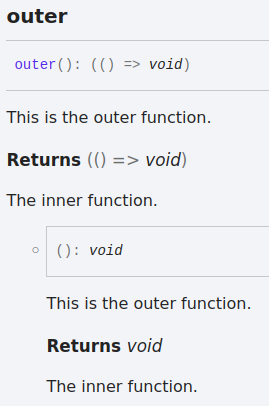 outer
outer(): (() => void)
This is the outer function.
Returns (() => void)
The inner function.
(): void
This is the outer function.
Returns void
The inner function.